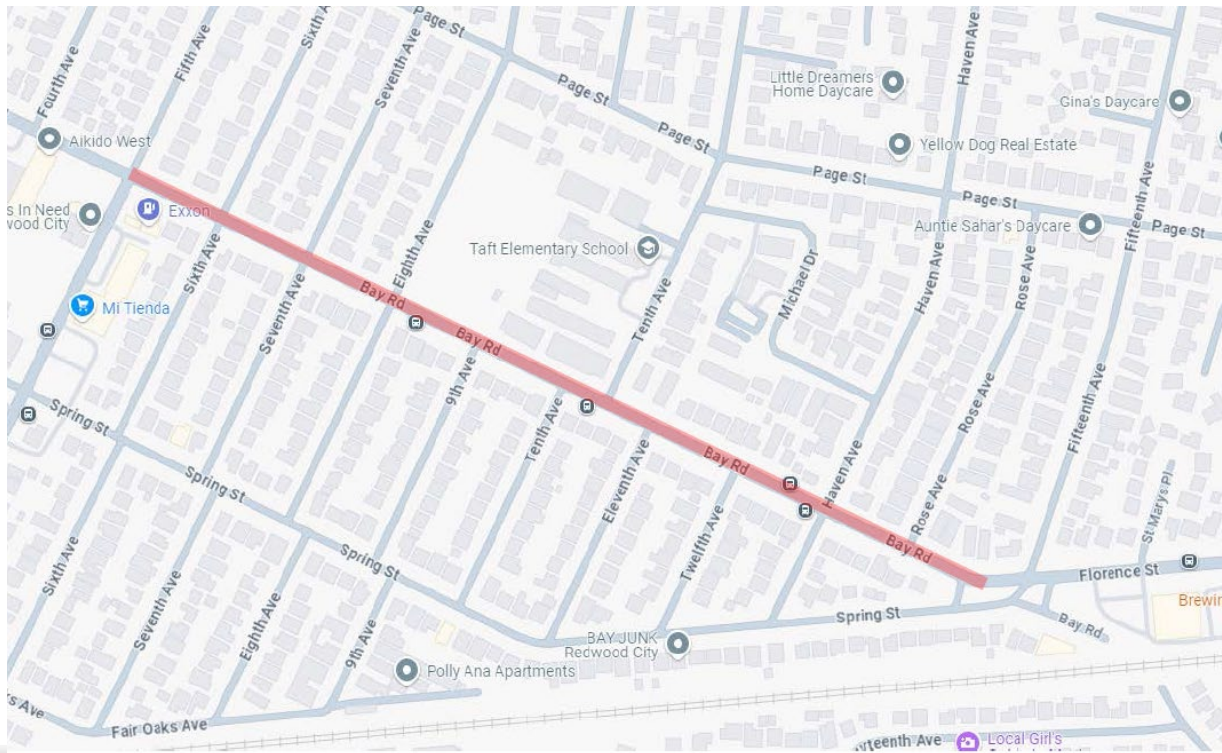 Page St
Sixth A
Fifth Ave
Fourth Ave
Seventh Ave
Haven Ave
Little Dreamers
Home Daycare
Page St
Gina's Daycare
Aikido West
Page St
Yellow Dog Real Estate
Page St
Page St
Fifteenth Ave
s In Need
wood City
Exxon
Auntie Sahar's Daycare
Page St
Eighth Ave
Taft Elementary School
Sixth Ave
Michael Dr
Haven Ave
Rose Ave
Mi Tienda
Seventh Ave
Bay Rd
Tenth Ave
Bay Rd
9th Ave
Rose Ave
Fifteenth Ave
Spring St
Tenth Ave
Bay Rd
Eleventh Ave
Haven Ave
Spring St
Rose Ave
St Marys Pl
Twelfth Ave
Bay Rd
Sixth Ave
Spring St
Florence St
Seventh Ave
Eighth Ave
9th Ave
Spring St
Brewin
Bay Rd
BAY JUNK
Redwood City
Polly Ana Apartments
ks Ave
Fair Oaks Ave
rteenth Ave
Local Girl's